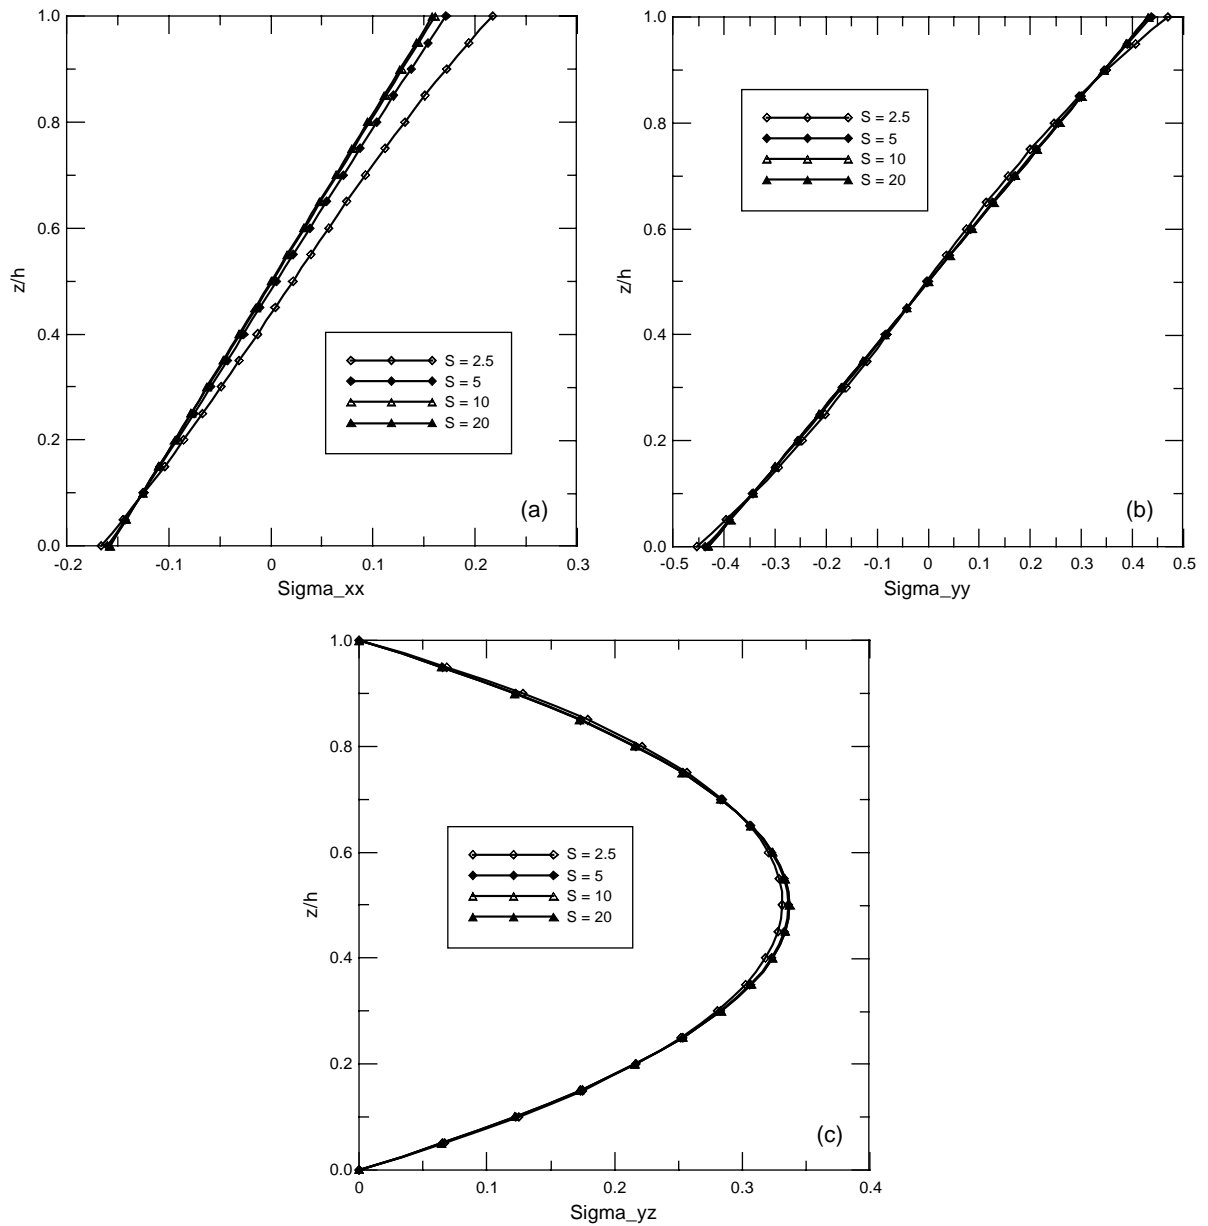 1.0
0.8
0.6
0.4
0.2
0.0
z/h
-0.2 -0.1 0 0.1 0.2 0.3
Sigma_xx
S = 2.5
S = 5
S = 10
S = 20
(a)
1.0
0.8
0.6
0.4
0.2
0.0
z/h
-0.5 -0.4 -0.3 -0.2 -0.1 0 0.1 0.2 0.3 0.4 0.5
Sigma_yy
S = 2.5
S = 5
S = 10
S = 20
(b)
1.0
0.8
0.6
0.4
0.2
0.0
z/h
0 0.1 0.2 0.3 0.4
Sigma_yz
S = 2.5
S = 5
S = 10
S = 20
(c)